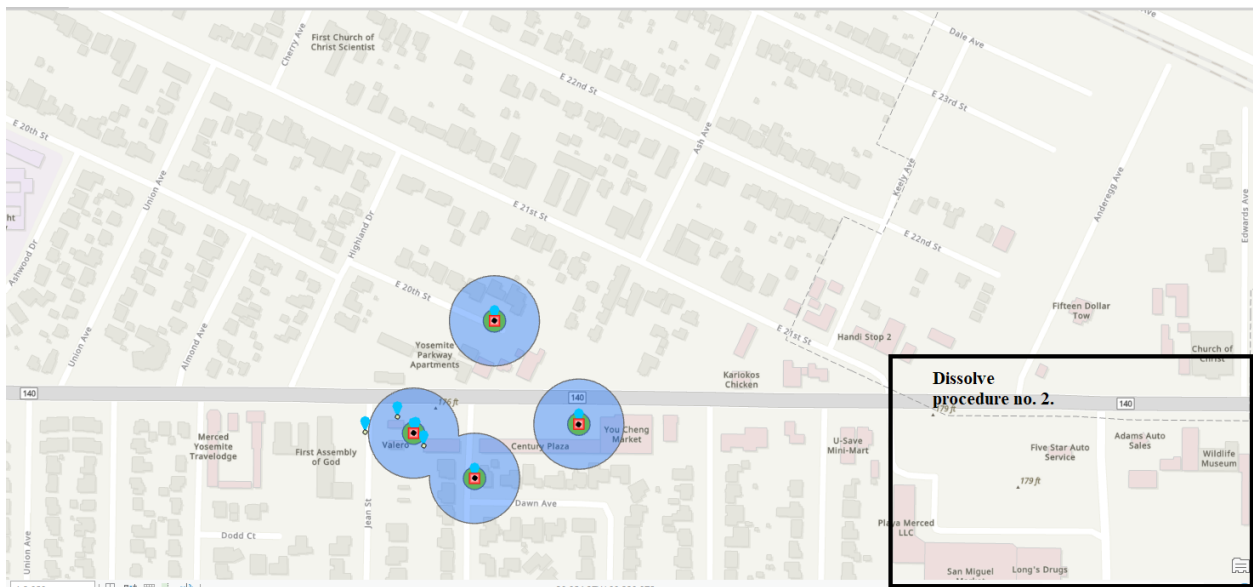 Ave
Dale Ave
Cherry Ave
First Church of
Christ Scientist
E 22nd St
E 23rd St
E 20th St
Ash Ave
Union Ave
Keely Ave
Anderegg Ave
Edwards Ave
ht
Highland Dr
E 21st St
E 22nd St
Ashwood Dr
E 20th St
Fifteen Dollar
Tow
Union Ave
Almond Ave
E 21st St
Handi Stop 2
Yosemite
Parkway
Apartments
Church of
Christ
Kariokos
Chicken
Dissolve
procedure no. 2.
140
140
140
176 ft
179 ft
Merced
Yosemite
Travelodge
First Assembly
of God
Valero
Century Plaza
You Cheng
Market
U-Save
Mini-Mart
Five Star Auto
Service
Adams Auto
Sales
Wildlife
Museum
179 ft
Union Ave
Jean St
Dawn Ave
Dodd Ct
Playa Merced
LLC
San Miguel
Long's Drugs